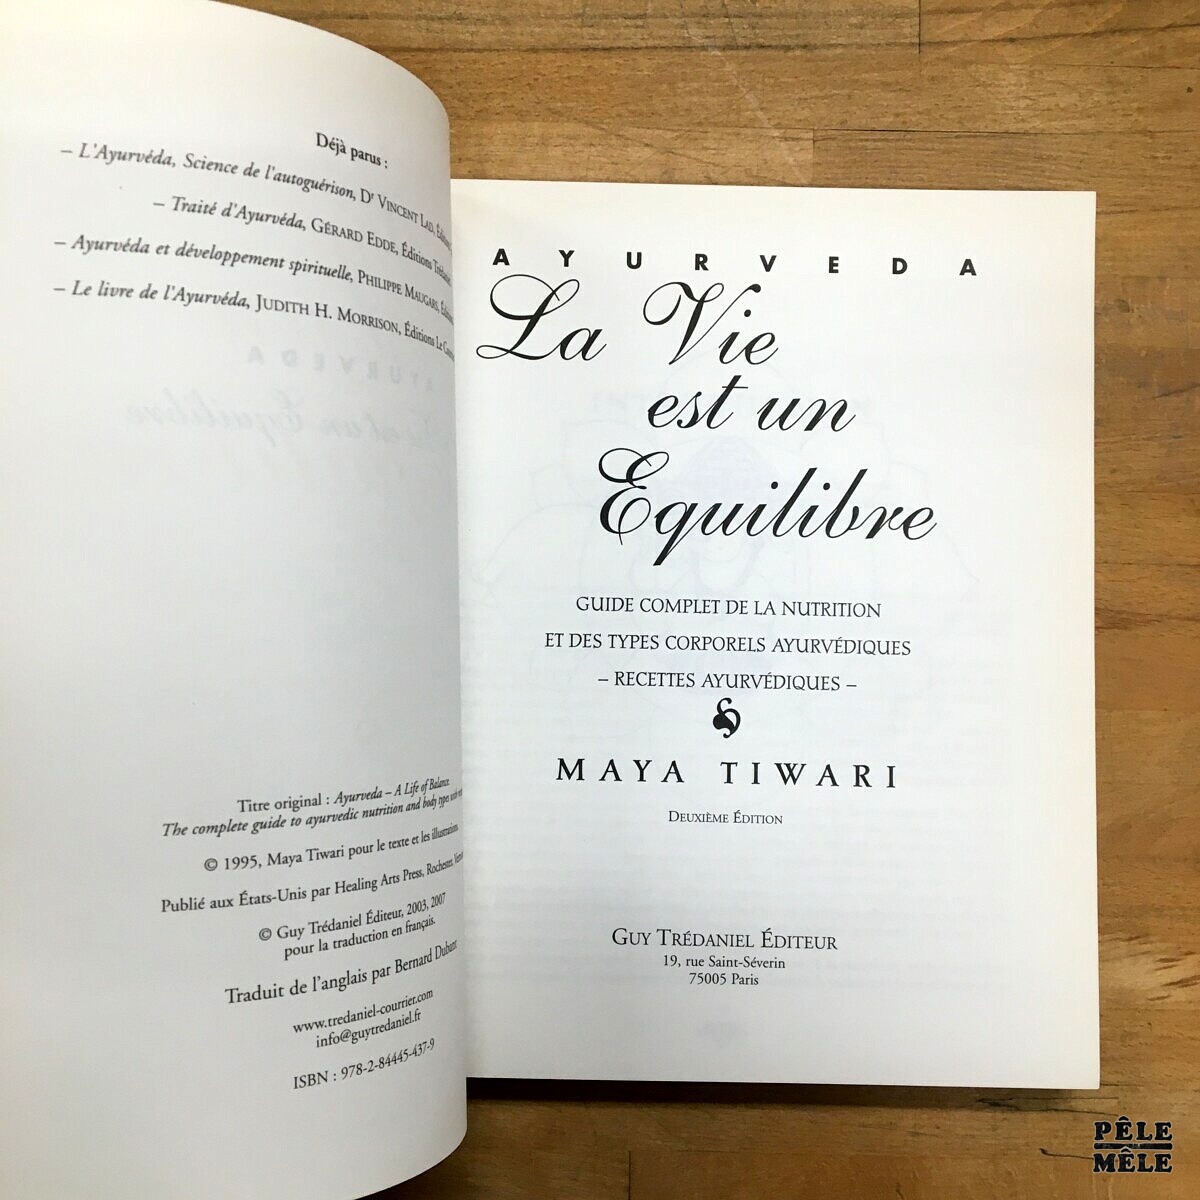 Déjà parus :
– L'Ayurvéda, Science de l'autoguérison, Dr VINCENT LAD,
– Traité d'Ayurvéda, GÉRARD EDDE, Éditions
– Ayurvéda et développement spirituelle, PHILIPPE MAUGARS,
– Le livre de l'Ayurvéda, JUDITH H. MORRISON, Éditions Le
Titre original : Ayurveda – A Life of Balance.
The complete guide to ayurvedic nutrition and body types
© 1995, Maya Tiwari pour le texte et les illustrations.
Publié aux États-Unis par Healing Arts Press, Rochester,
© Guy Trédaniel Éditeur, 2003, 2007
pour la traduction en français.
Traduit de l'anglais par Bernard
www.tredaniel-courrier.com
info@guytredaniel.fr
ISBN : 978-2-84445-437-9
AYURVEDA
La Vie
est un
Equilibre
GUIDE COMPLET DE LA NUTRITION
ET DES TYPES CORPORELS AYURVÉDIQUES
– RECETTES AYURVÉDIQUES –
MAYA TIWARI
DEUXIÈME ÉDITION
GUY TRÉDANIEL ÉDITEUR
19, rue Saint-Séverin
75005 Paris
PÊLE
MÊLE